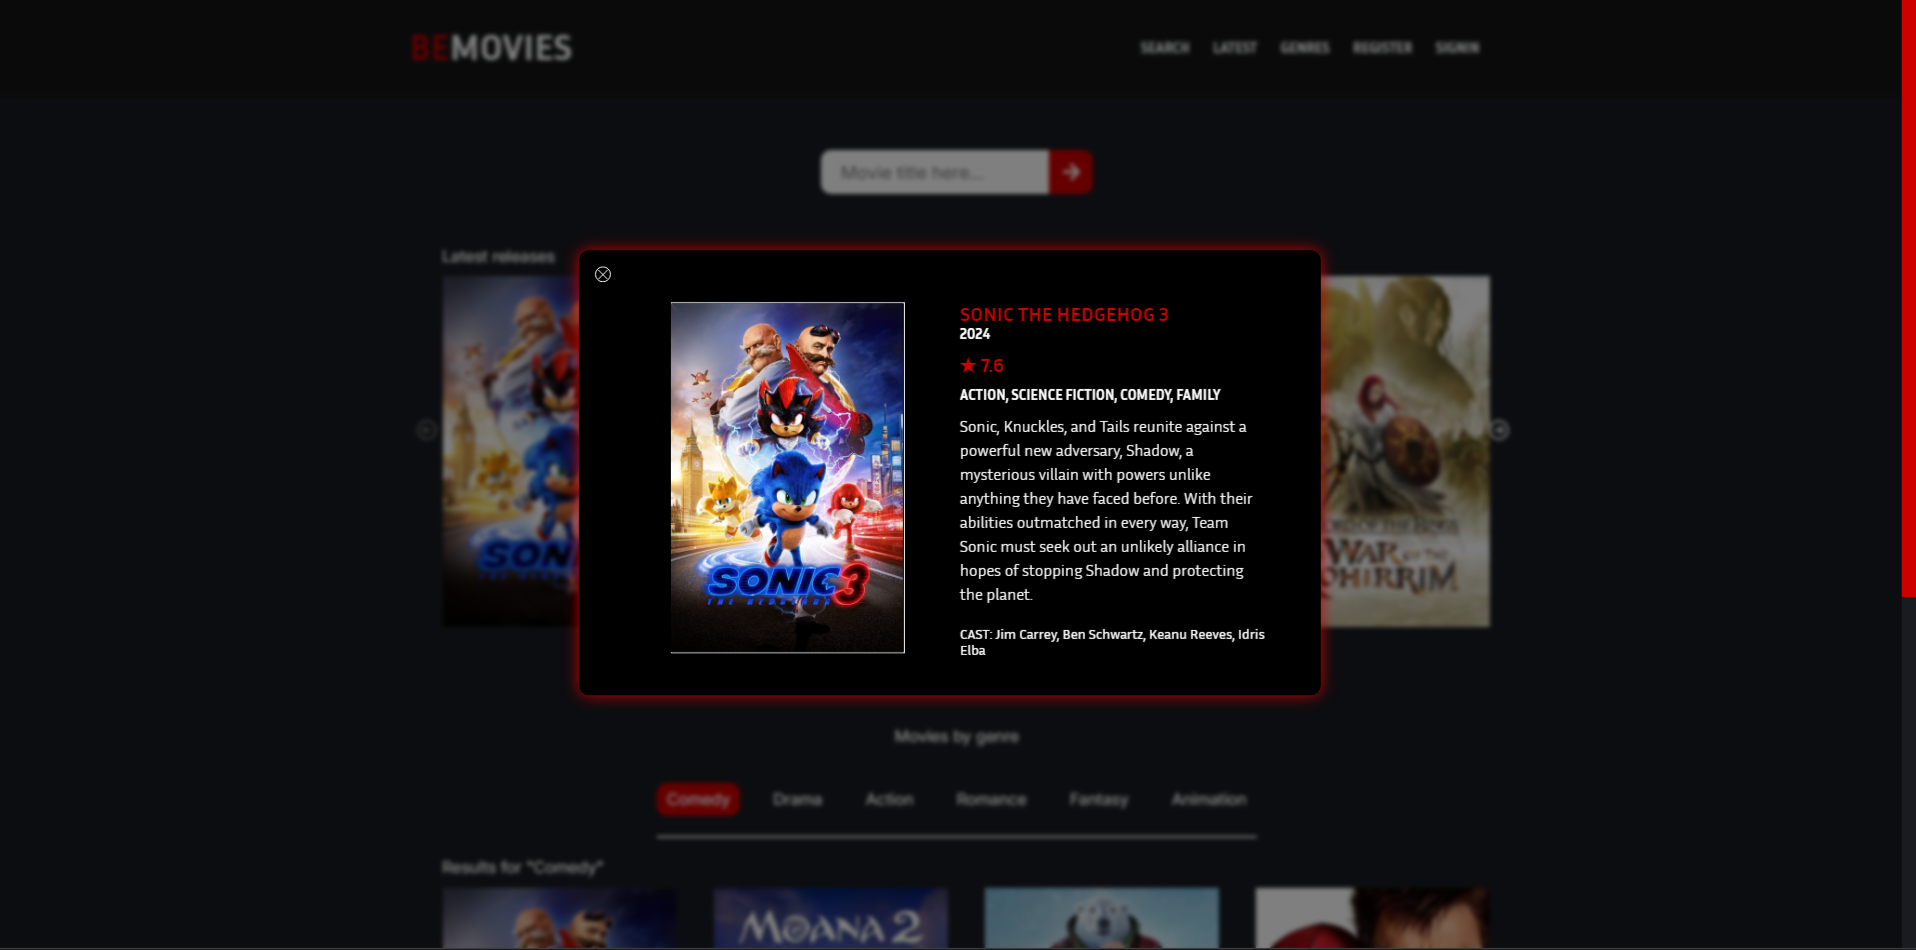 BEMOVIES
SEARCH LATEST GENRES REGISTER SIGNIN
Movie title here...
Latest releases
SONIC THE HEDGEHOG 3
2024
★ 7.6
ACTION, SCIENCE FICTION, COMEDY, FAMILY
Sonic, Knuckles, and Tails reunite against a
powerful new adversary, Shadow, a
mysterious villain with powers unlike
anything they have faced before. With their
abilities outmatched in every way, Team
Sonic must seek out an unlikely alliance in
hopes of stopping Shadow and protecting
the planet.
CAST: Jim Carrey, Ben Schwartz, Keanu Reeves, Idris
Elba
SONIC 3
THE HEDGEHOG
SON
WAR OF THE
OHIRRIM
Movies by genre
Comedy Drama Action Romance Fantasy Animation
Results for "Comedy"
MOANA 2